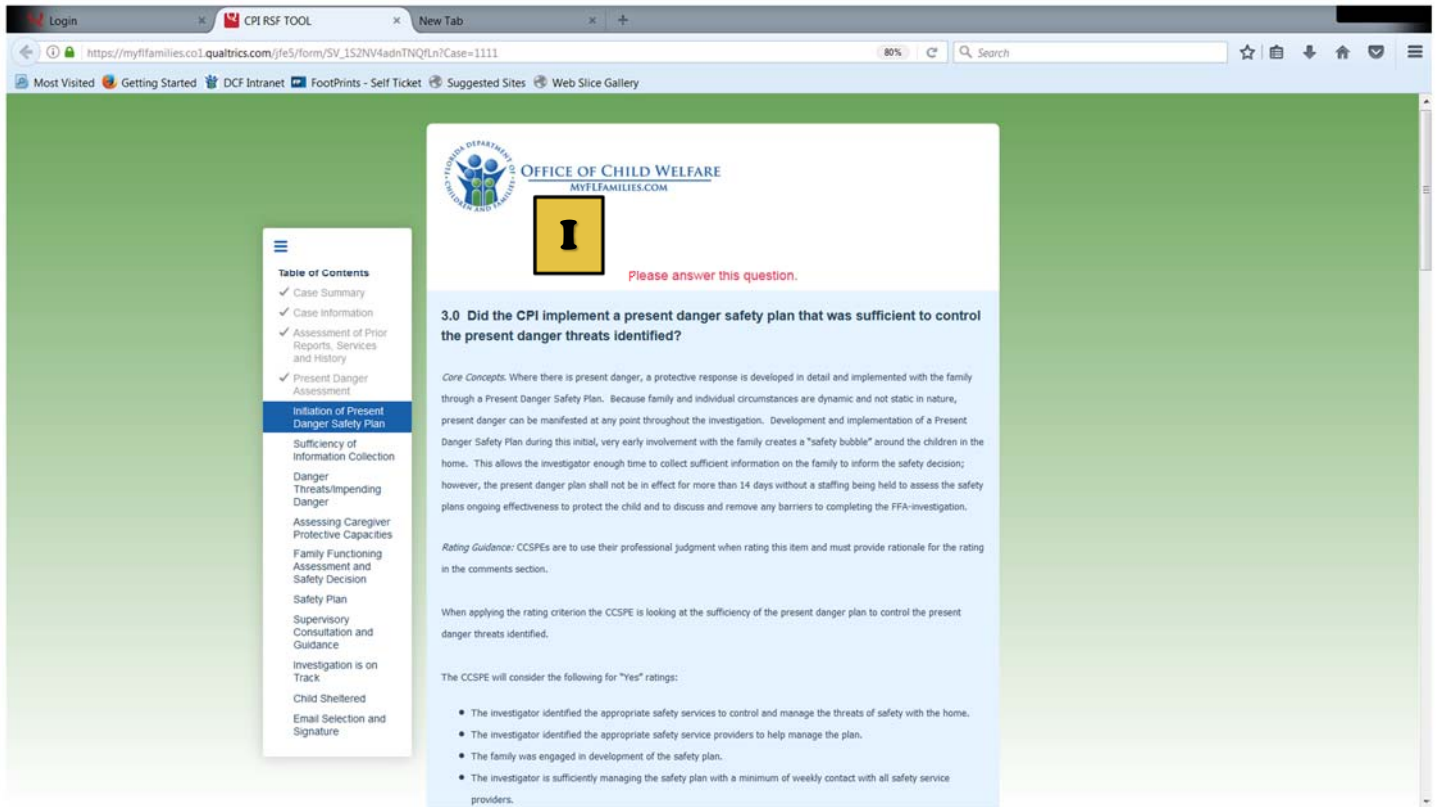 Login
CPI RSF TOOL
New Tab
https://myflfamilies.co1.qualtrics.com/jfe5/form/SV_1S2NV4adnTNQfLn?Case=1111
80%
Search
Most Visited Getting Started DCF Intranet FootPrints - Self Ticket Suggested Sites Web Slice Gallery
FLORIDA DEPARTMENT OF CHILDREN AND FAMILIES
OFFICE OF CHILD WELFARE
MYFLFAMILIES.COM
I
Please answer this question.
Table of Contents
Case Summary
Case Information
Assessment of Prior
Reports, Services
and History
Present Danger
Assessment
Initiation of Present
Danger Safety Plan
Sufficiency of
Information Collection
Danger
Threats/Impending
Danger
Assessing Caregiver
Protective Capacities
Family Functioning
Assessment and
Safety Decision
Safety Plan
Supervisory
Consultation and
Guidance
Investigation is on
Track
Child Sheltered
Email Selection and
Signature
3.0 Did the CPI implement a present danger safety plan that was sufficient to control
the present danger threats identified?
Core Concepts. Where there is present danger, a protective response is developed in detail and implemented with the family
through a Present Danger Safety Plan. Because family and individual circumstances are dynamic and not static in nature,
present danger can be manifested at any point throughout the investigation. Development and implementation of a Present
Danger Safety Plan during this initial, very early involvement with the family creates a "safety bubble" around the children in the
home. This allows the investigator enough time to collect sufficient information on the family to inform the safety decision;
however, the present danger plan shall not be in effect for more than 14 days without a staffing being held to assess the safety
plans ongoing effectiveness to protect the child and to discuss and remove any barriers to completing the FFA-investigation.
Rating Guidance: CCSPEs are to use their professional judgment when rating this item and must provide rationale for the rating
in the comments section.
When applying the rating criterion the CCSPE is looking at the sufficiency of the present danger plan to control the present
danger threats identified.
The CCSPE will consider the following for "Yes" ratings:
• The investigator identified the appropriate safety services to control and manage the threats of safety with the home.
• The investigator identified the appropriate safety service providers to help manage the plan.
• The family was engaged in development of the safety plan.
• The investigator is sufficiently managing the safety plan with a minimum of weekly contact with all safety service
providers.